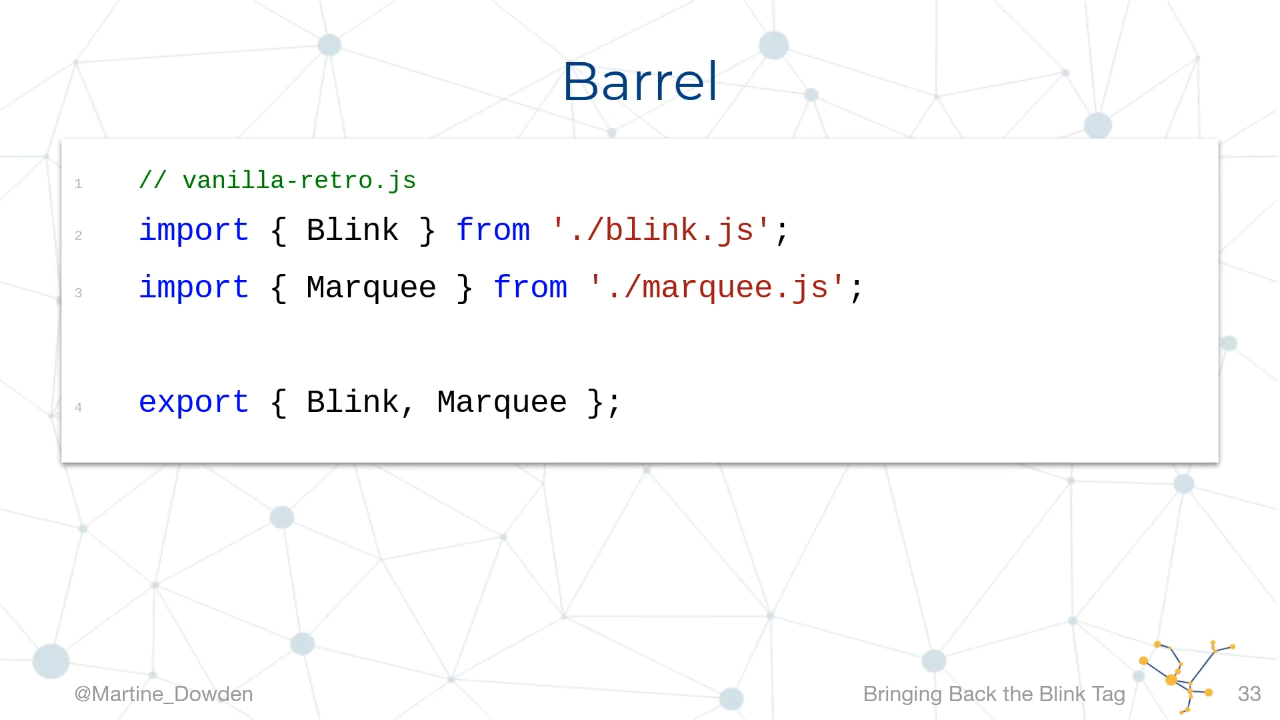 Barrel
1 // vanilla-retro.js
2 import { Blink } from './blink.js';
3 import { Marquee } from './marquee.js';
4 export { Blink, Marquee };
@Martine_Dowden
Bringing Back the Blink Tag
33